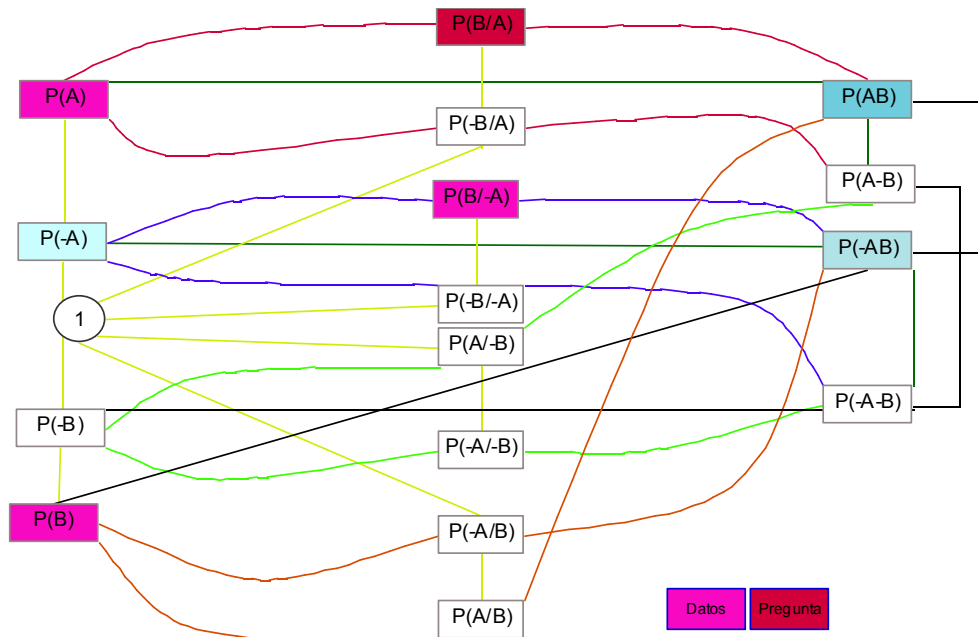 P(B/A)
P(A)
P(AB)
P(-B/A)
P(A-B)
P(B/-A)
P(-A)
P(-AB)
P(-B/-A)
1
P(A/-B)
P(-A-B)
P(-B)
P(-A/-B)
P(B)
P(-A/B)
P(A/B)
Datos
Pregunta